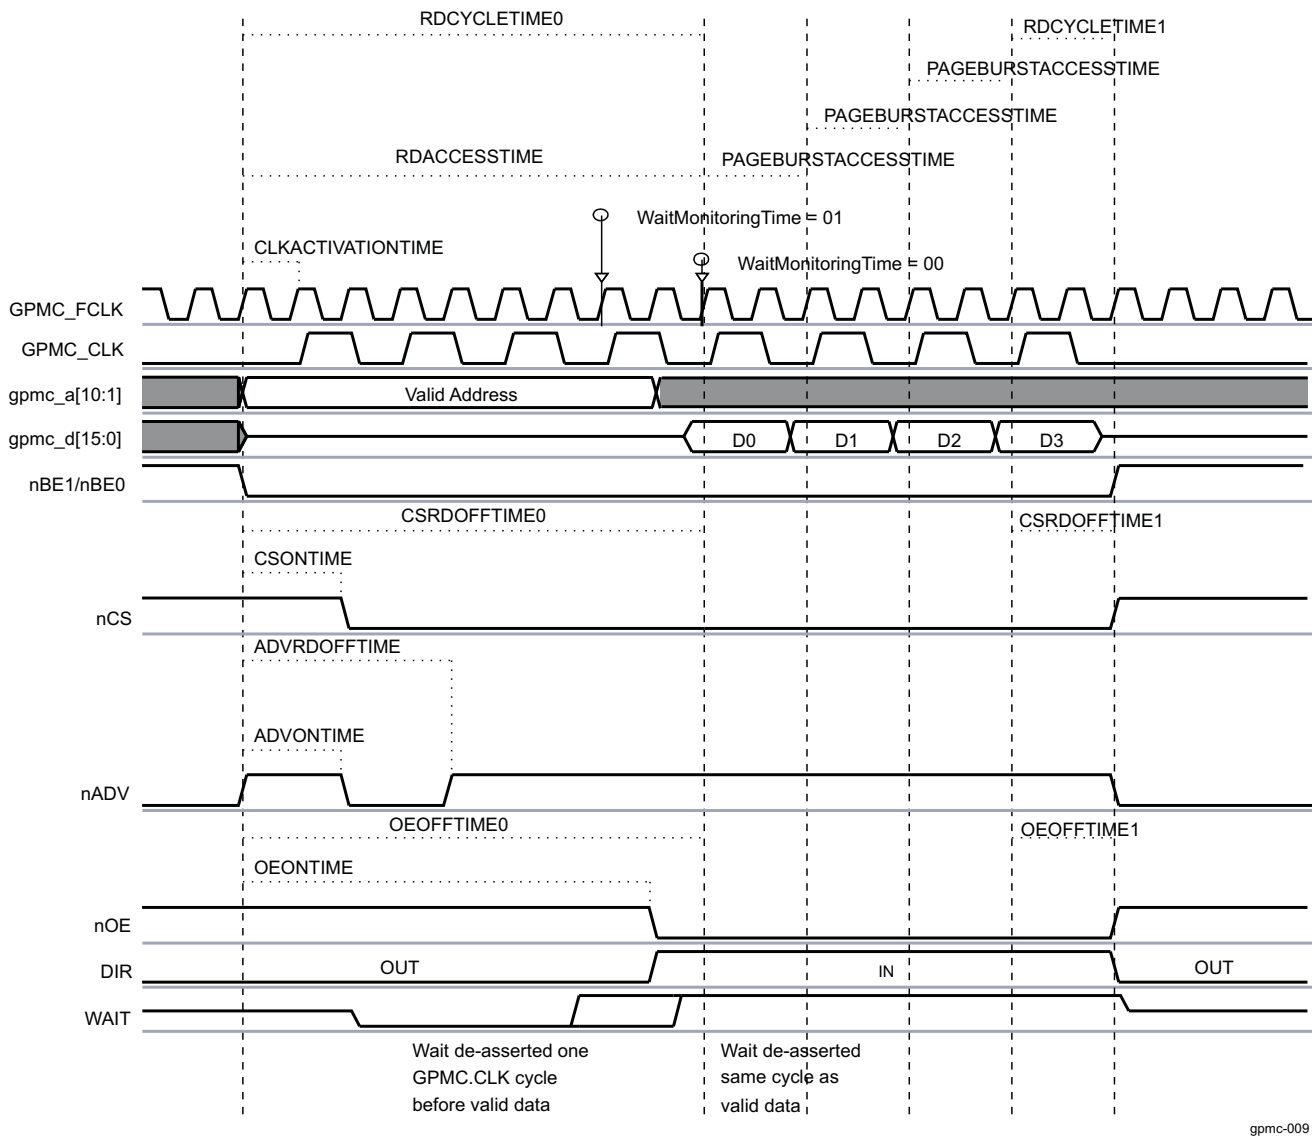 RDCYCLETIME0
RDCYCLETIME1
PAGEBURSTACCESSTIME
PAGEBURSTACCESSTIME
RDACCESSTIME
PAGEBURSTACCESSTIME
WaitMonitoringTime = 01
CLKACTIVATIONTIME
WaitMonitoringTime = 00
GPMC_FCLK
GPMC_CLK
gpmc_a[10:1]
Valid Address
gpmc_d[15:0]
D0
D1
D2
D3
nBE1/nBE0
CSRDOFFTIME0
CSRDOFFTIME1
CSONTIME
nCS
ADVRDOFFTIME
ADVONTIME
nADV
OEOFFTIME0
OEOFFTIME1
OEONTIME
nOE
DIR
OUT
IN
OUT
WAIT
Wait de-asserted one
GPMC.CLK cycle
before valid data
Wait de-asserted
same cycle as
valid data
gpmc-009